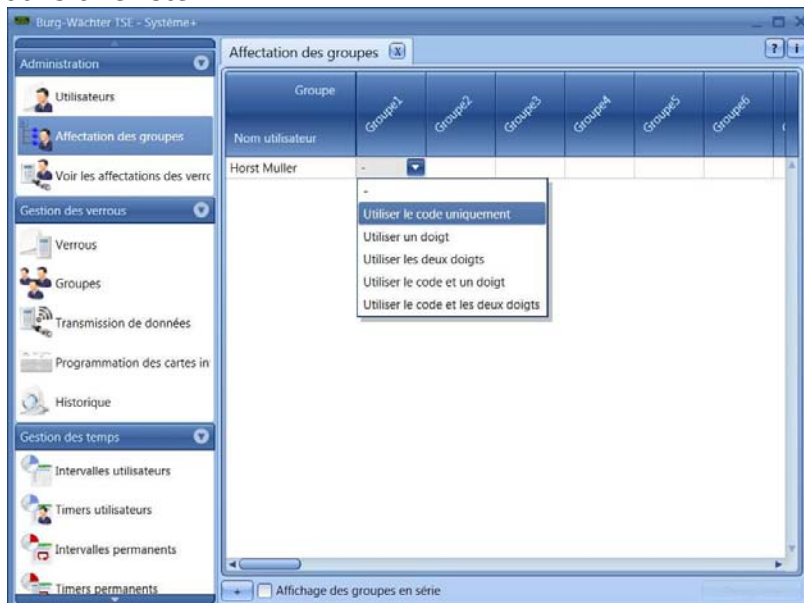 Burg-Wächter TSE - Système+
Administration
Utilisateurs
Affectation des groupes
Voir les affectations des verrc
Gestion des verrous
Verrous
Groupes
Transmission de données
Programmation des cartes in
Historique
Gestion des temps
Intervalles utilisateurs
Timers utilisateurs
Intervalles permanents
Timers permanents
Affectation des groupes X
? i
Groupe
Nom utilisateur
Groupe1 Groupe2 Groupe3 Groupe4 Groupe5 Groupe6
Horst Muller -
-
Utiliser le code uniquement
Utiliser un doigt
Utiliser les deux doigts
Utiliser le code et un doigt
Utiliser le code et les deux doigts
+ Affichage des groupes en série